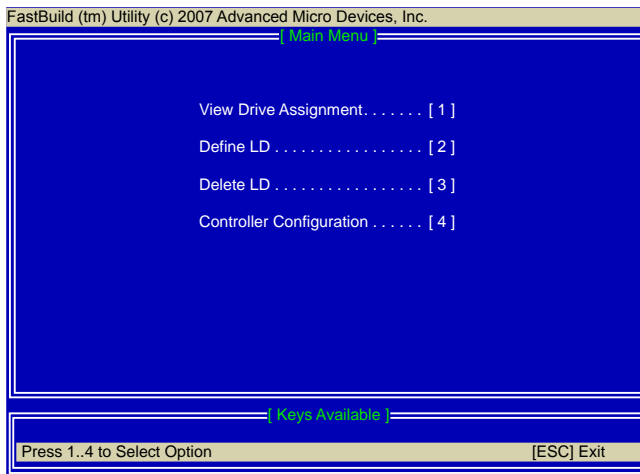 FastBuild (tm) Utility (c) 2007 Advanced Micro Devices, Inc.
[ Main Menu ]
View Drive Assignment. . . . . . . [ 1 ]
Define LD . . . . . . . . . . . . . . . . . . [ 2 ]
Delete LD . . . . . . . . . . . . . . . . . . [ 3 ]
Controller Configuration . . . . . . [ 4 ]
[ Keys Available ]
Press 1..4 to Select Option [ESC] Exit